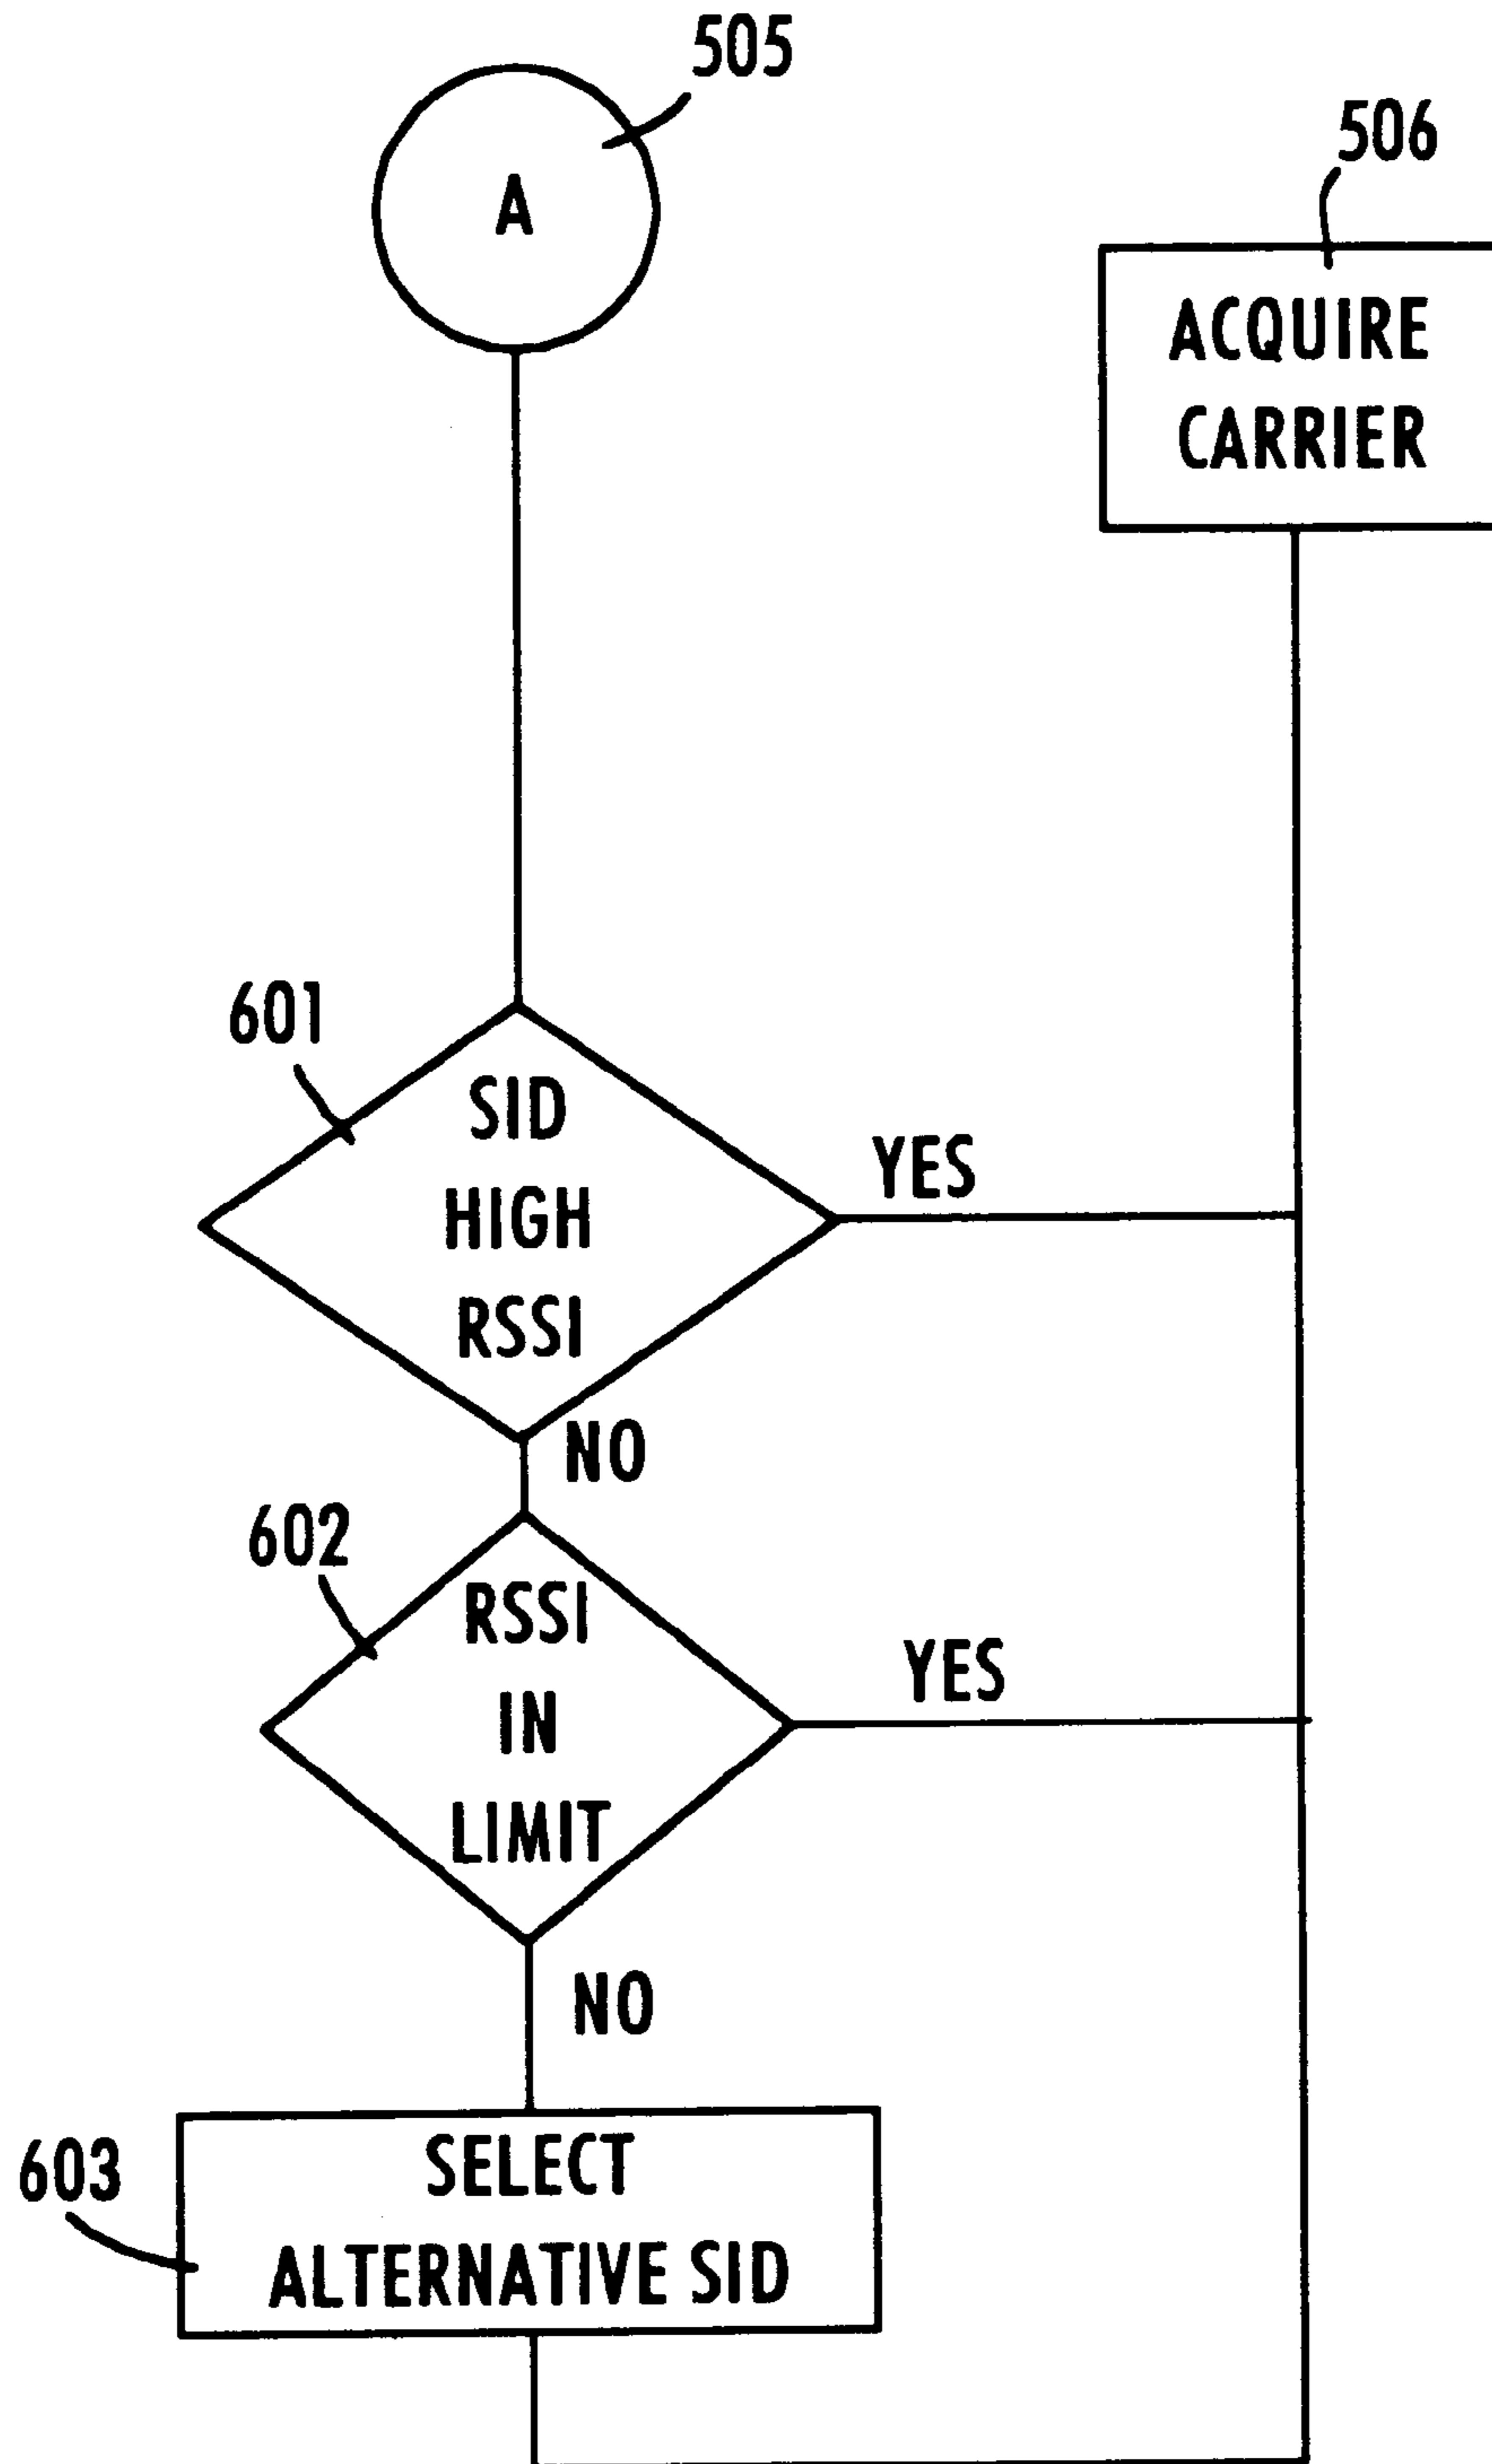 505
A
506
ACQUIRE
CARRIER
601
SID
HIGH
RSSI
YES
NO
602
RSSI
IN
LIMIT
YES
NO
603
SELECT
ALTERNATIVE SID